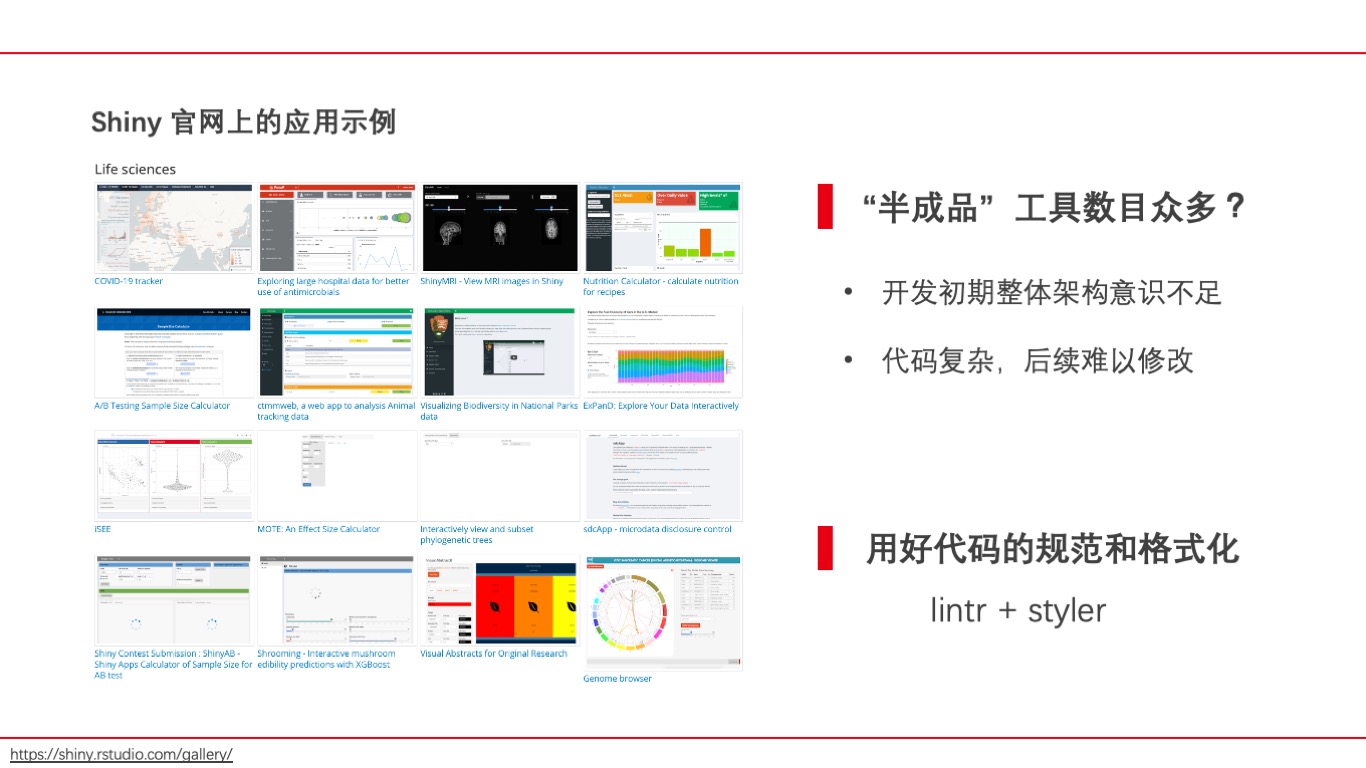 Shiny 官网上的应用示例
Life sciences
COVID-19 tracker
Exploring large hospital data for better
use of antimicrobials
ShinyMRI - View MRI images in Shiny
Nutrition Calculator - calculate nutrition
for recipes
A/B Testing Sample Size Calculator
ctmmweb, a web app to analysis Animal
tracking data
Visualizing Biodiversity in National Parks
data
ExPanD: Explore Your Data Interactively
iSEE
MOTE: An Effect Size Calculator
Interactively view and subset
phylogenetic trees
sdcApp - microdata disclosure control
Shiny Contest Submission : ShinyAB -
Shiny Apps Calculator of Sample Size for
AB test
Shrooming - Interactive mushroom
edibility predictions with XGBoost
Visual Abstracts for Original Research
Genome browser
“半成品”工具数目众多？
• 开发初期整体架构意识不足
• 代码复杂，后续难以修改
用好代码的规范和格式化
lintr + styler
https://shiny.rstudio.com/gallery/